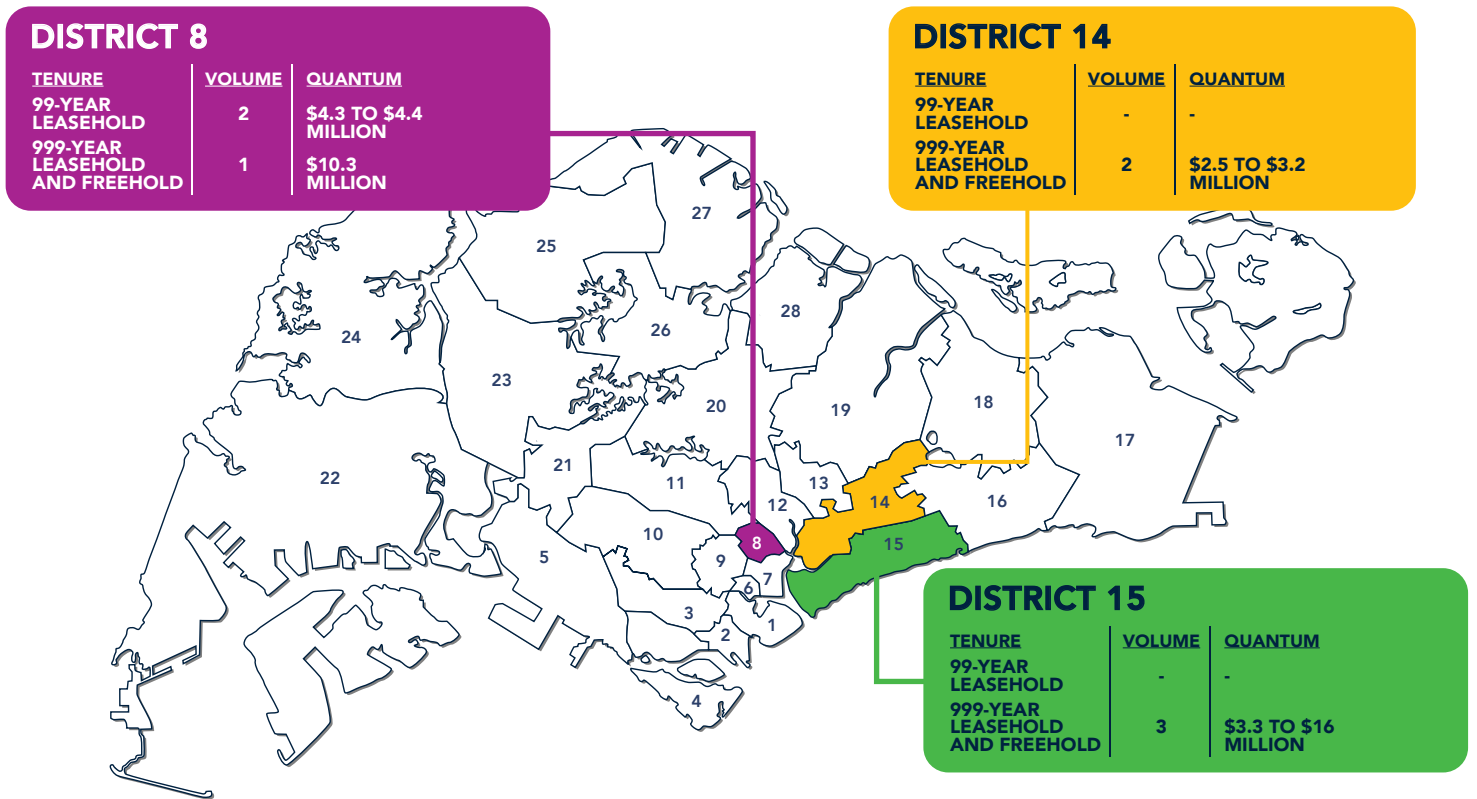 DISTRICT 8
TENURE VOLUME QUANTUM
99-YEAR
LEASEHOLD 2 $4.3 TO $4.4
MILLION
999-YEAR
LEASEHOLD 1 $10.3
AND FREEHOLD MILLION
DISTRICT 14
TENURE VOLUME QUANTUM
99-YEAR
LEASEHOLD - -
999-YEAR
LEASEHOLD 2 $2.5 TO $3.2
AND FREEHOLD MILLION
27
25
28
26
24
23
20
19
18
17
21
22
11
13
12
14
16
10
8
15
5
9
7
6
3
1
2
4
DISTRICT 15
TENURE VOLUME QUANTUM
99-YEAR
LEASEHOLD - -
999-YEAR
LEASEHOLD 3 $3.3 TO $16
AND FREEHOLD MILLION